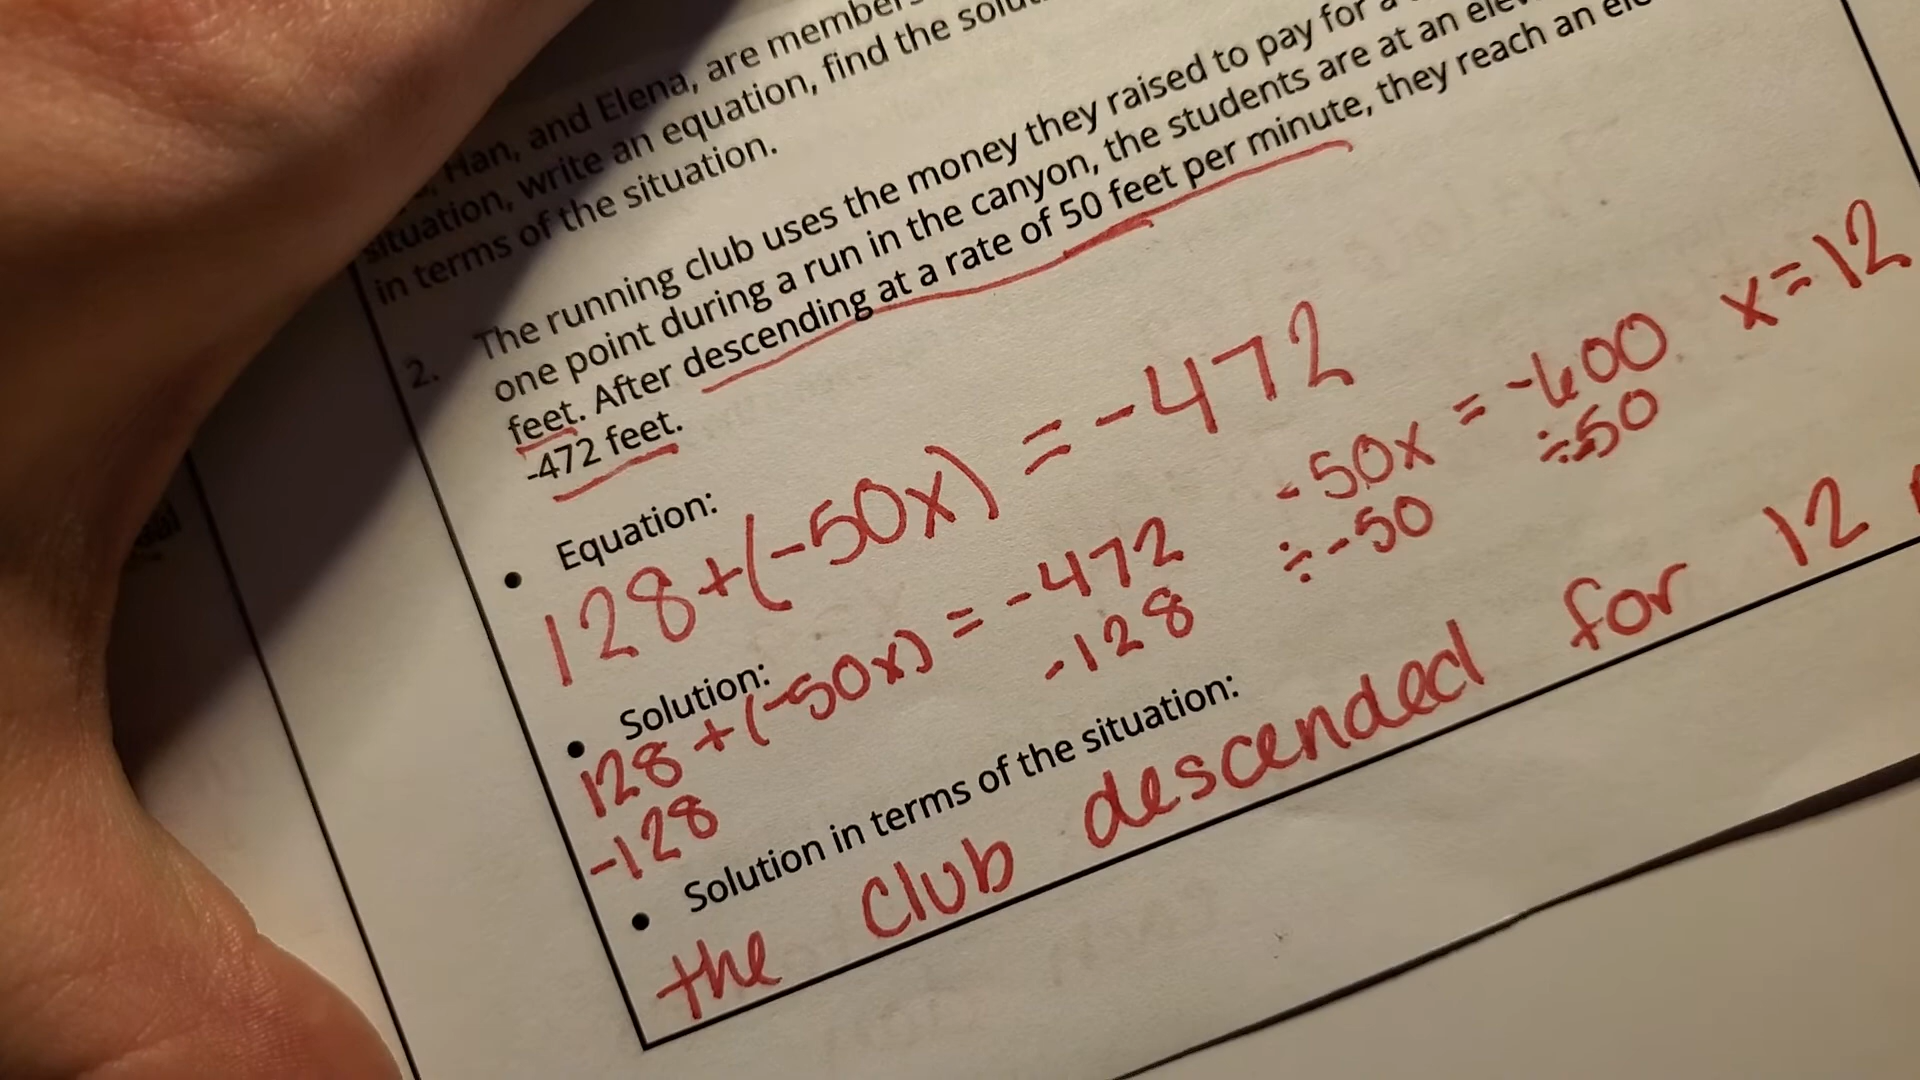 Han, and Elena, are
situation, write an equation, find the
in terms of the situation.
2. The running club uses the money they raised to pay for a
one point during a run in the canyon, the students are at an
feet. After descending at a rate of 50 feet per minute, they reach an
-472 feet.
• Equation:
128+(-50x) = -472
• Solution:
128+(-50x) = -472
-128 -128
-50x = -600
÷-50 ÷-50
x=12
• Solution in terms of the situation:
the club descended for 12